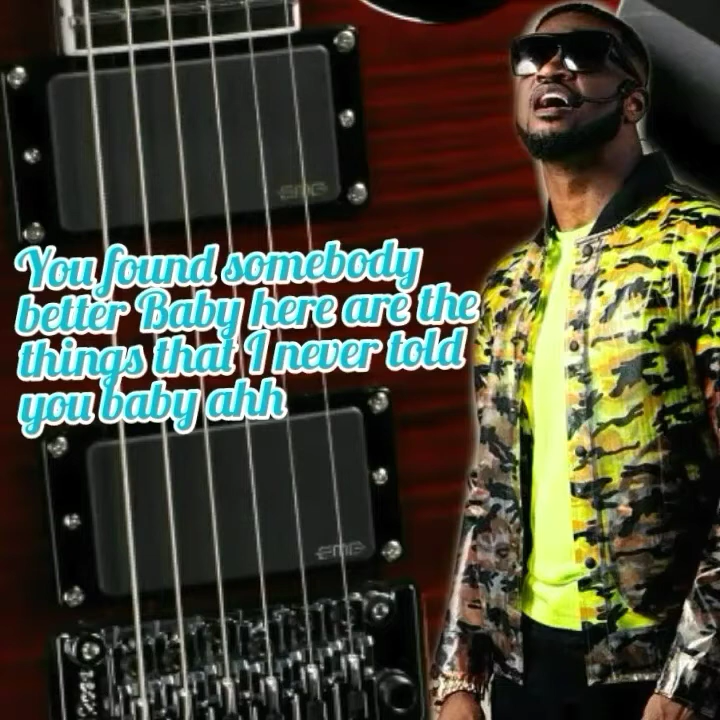 EMG
You found somebody
better Baby here are the
things that I never told
you baby ahh
EMG